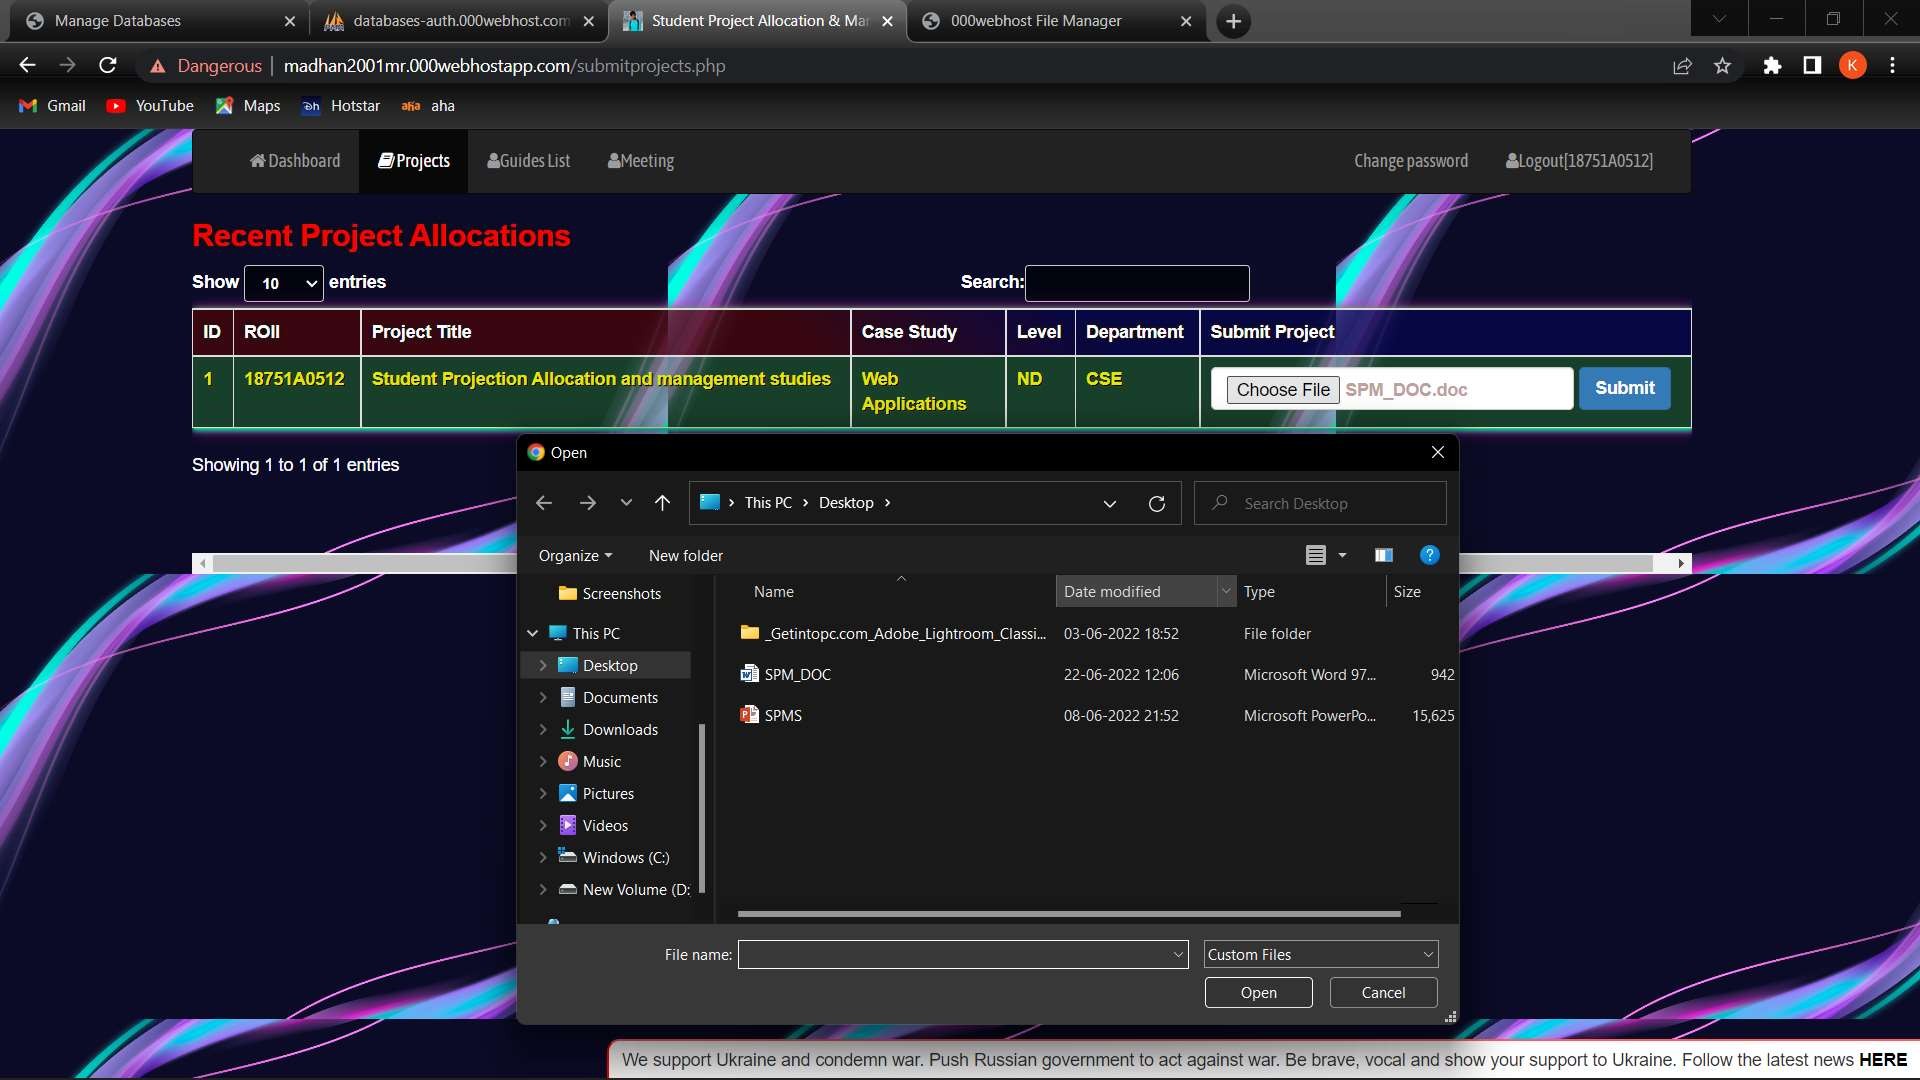 Manage Databases
databases-auth.000webhost.com
Student Project Allocation & Ma
000webhost File Manager
Dangerous
madhan2001mr.000webhostapp.com/submitprojects.php
K
Gmail
YouTube
Maps
Hotstar
aha
Dashboard
Projects
Guides List
Meeting
Change password
Logout[18751A0512]
Recent Project Allocations
Show 10 entries
Search:
ID ROll Project Title Case Study Level Department Submit Project
1 18751A0512 Student Projection Allocation and management studies Web Applications ND CSE Choose File SPM_DOC.doc Submit
Showing 1 to 1 of 1 entries
Open
This PC › Desktop ›
Search Desktop
Organize
New folder
Screenshots
This PC
Desktop
Documents
Downloads
Music
Pictures
Videos
Windows (C:)
New Volume (D:
Name Date modified Type Size
_Getintopc.com_Adobe_Lightroom_Classi... 03-06-2022 18:52 File folder
SPM_DOC 22-06-2022 12:06 Microsoft Word 97... 942
SPMS 08-06-2022 21:52 Microsoft PowerPo... 15,625
File name:
Custom Files
Open
Cancel
We support Ukraine and condemn war. Push Russian government to act against war. Be brave, vocal and show your support to Ukraine. Follow the latest news HERE